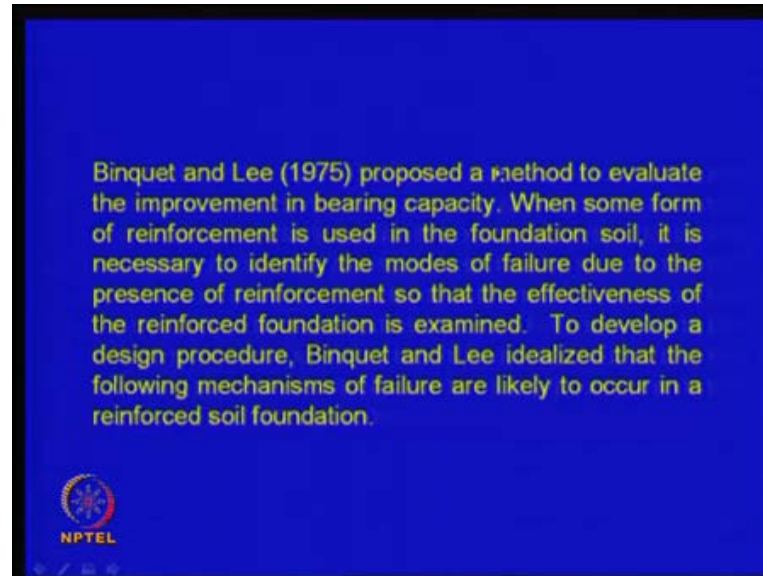 Binquet and Lee (1975) proposed a method to evaluate
the improvement in bearing capacity. When some form
of reinforcement is used in the foundation soil, it is
necessary to identify the modes of failure due to the
presence of reinforcement so that the effectiveness of
the reinforced foundation is examined. To develop a
design procedure, Binquet and Lee idealized that the
following mechanisms of failure are likely to occur in a
reinforced soil foundation.
NPTEL